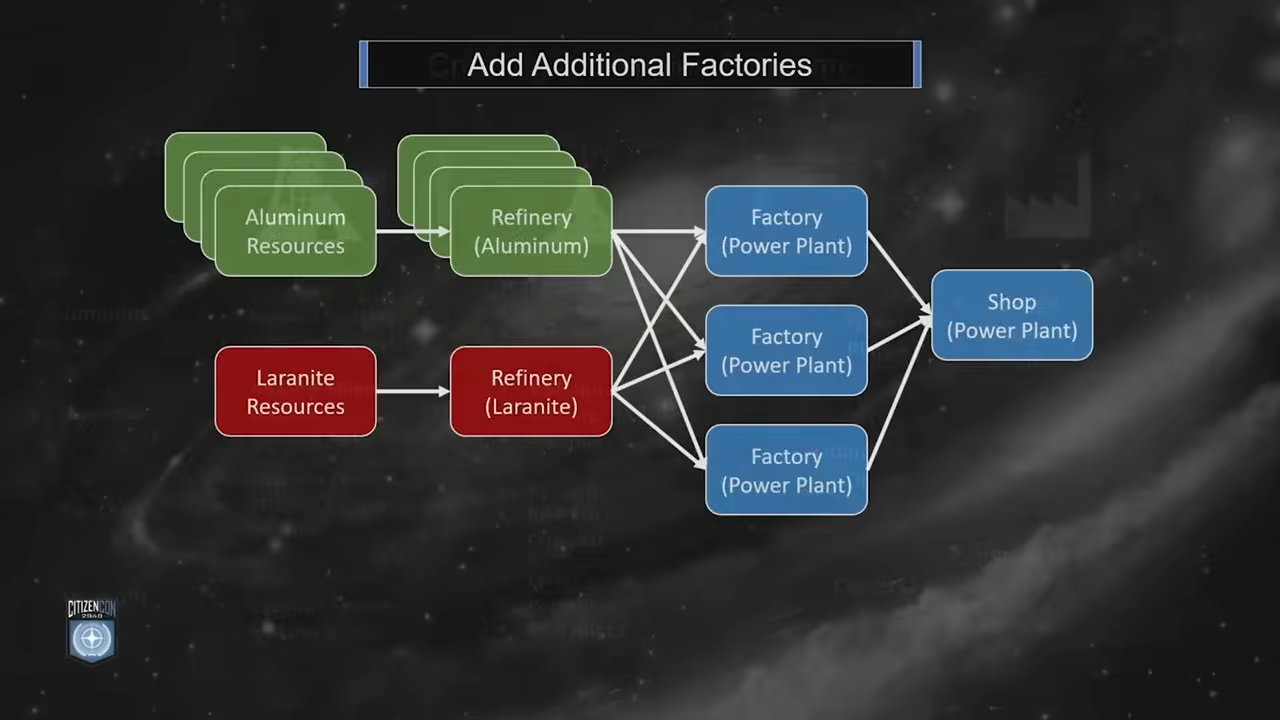 Add Additional Factories
Aluminum
Resources
Refinery
(Aluminum)
Factory
(Power Plant)
Shop
(Power Plant)
Factory
(Power Plant)
Laranite
Resources
Refinery
(Laranite)
Factory
(Power Plant)
CITIZENCON
2949